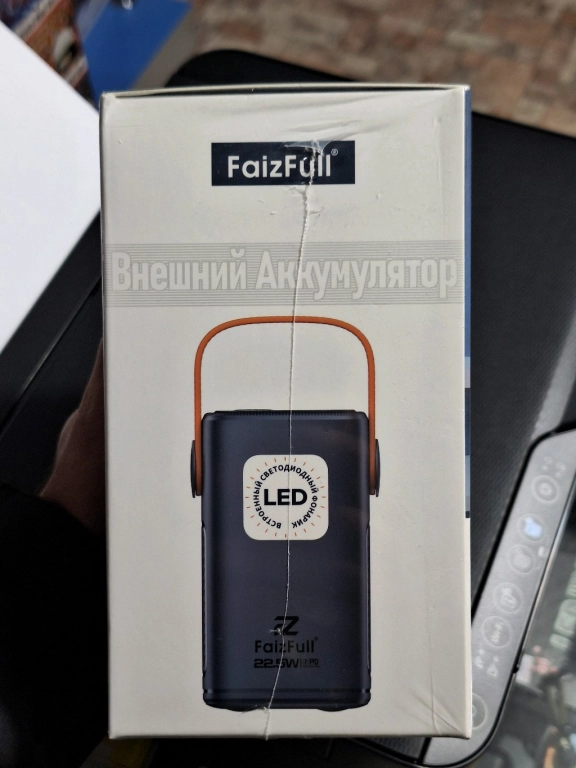 FaizFull®
Внешний Аккумулятор
ВСТРОЕННЫЙ СВЕТОДИОДНЫЙ ФОНАРИК
LED
FaizFull®
22.5W